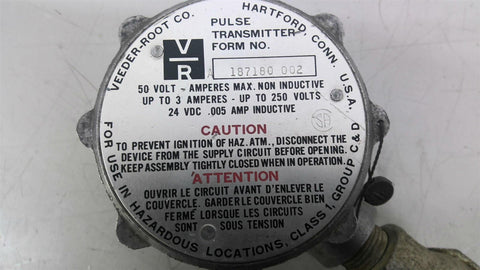 VEEDER-ROOT CO. HARTFORD, CONN. U.S.A.
PULSE
TRANSMITTER
FORM NO.
V
R
A 187180 002
50 VOLT - AMPERES MAX. NON INDUCTIVE
UP TO 3 AMPERES - UP TO 250 VOLTS
24 VDC .005 AMP INDUCTIVE
CAUTION
TO PREVENT IGNITION OF HAZ. ATM., DISCONNECT THE
DEVICE FROM THE SUPPLY CIRCUIT BEFORE OPENING.
KEEP ASSEMBLY TIGHTLY CLOSED WHEN IN OPERATION.
ATTENTION
OUVRIR LE CIRCUIT AVANT D'ENLEVER LE
COUVERCLE. GARDER LE COUVERCLE BIEN
FERMÉ LORSQUE LES CIRCUITS
SONT SOUS TENSION
FOR USE IN HAZARDOUS LOCATIONS, CLASS 1, GROUP C & D